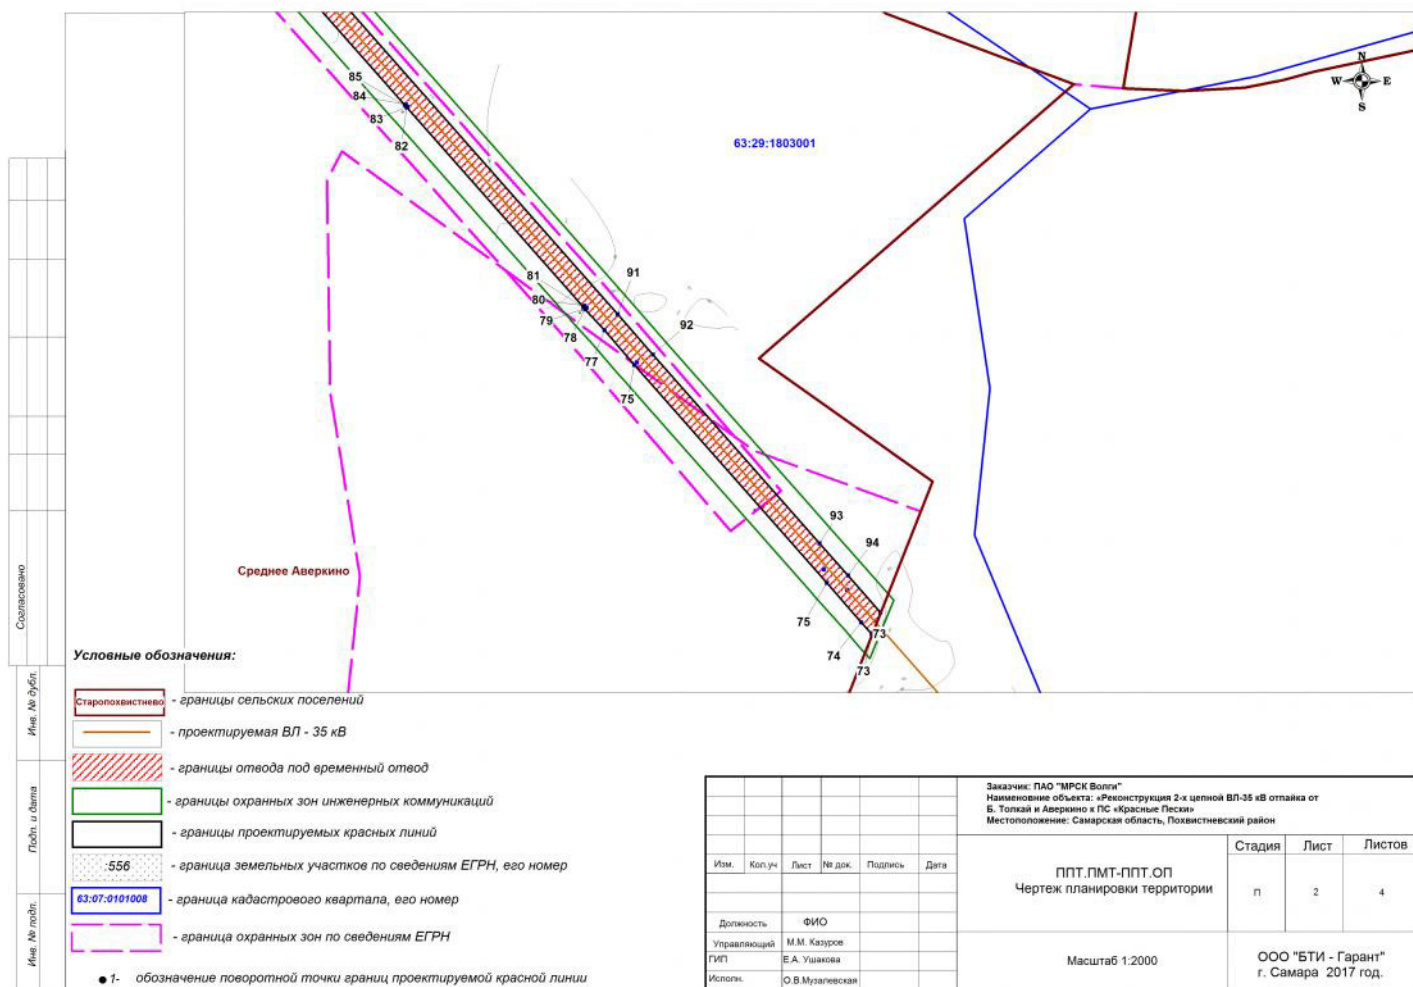 N
W E
S
85
84
83
82
63:29:1803001
81
80
79
78
77
75
91
92
93
94
75
74
73
73
Среднее Аверкино
Согласовано
Инв. № дубл.
Подп. и дата
Инв. № подл.
Условные обозначения:
Старопохвистнево - границы сельских поселений
- проектируемая ВЛ - 35 кВ
- границы отвода под временный отвод
- границы охранных зон инженерных коммуникаций
- границы проектируемых красных линий
:556 - граница земельных участков по сведениям ЕГРН, его номер
63:07:0101008 - граница кадастрового квартала, его номер
- граница охранных зон по сведениям ЕГРН
1- обозначение поворотной точки границ проектируемой красной линии
Заказчик: ПАО "МРСК Волги"
Наименовние объекта: «Реконструкция 2-х цепной ВЛ-35 кВ отпайка от
Б. Толкай и Аверкино к ПС «Красные Пески»
Местоположение: Самарская область, Похвистневский район
Изм. Кол.уч Лист № док. Подпись Дата
ППТ.ПМТ-ППТ.ОП
Чертеж планировки территории
Стадия Лист Листов
П 2 4
Должность ФИО
Управляющий М.М. Казуров
ГИП Е.А. Ушакова
Исполн. О.В.Музалевская
Масштаб 1:2000
ООО "БТИ - Гарант"
г. Самара 2017 год.